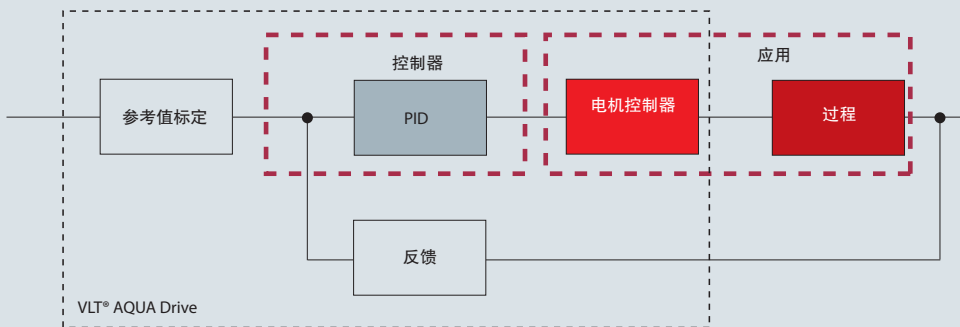 控制器
应用
参考值标定
PID
电机控制器
过程
反馈
VLT® AQUA Drive